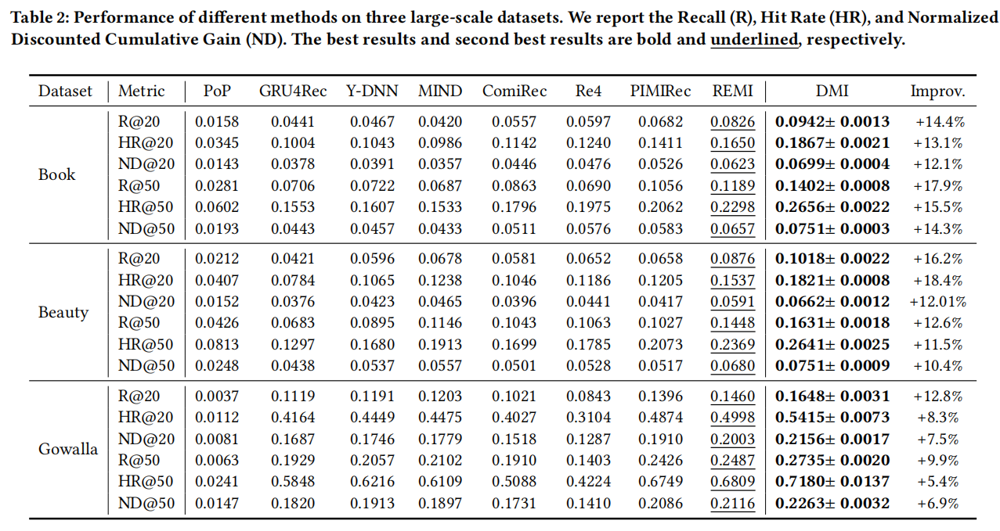 Table 2: Performance of different methods on three large-scale datasets. We report the Recall (R), Hit Rate (HR), and Normalized
Discounted Cumulative Gain (ND). The best results and second best results are bold and underlined, respectively.
Dataset Metric PoP GRU4Rec Y-DNN MIND ComiRec Re4 PIMIRec REMI DMI Improv.
Book
R@20 0.0158 0.0441 0.0467 0.0420 0.0557 0.0597 0.0682 0.0826 0.0942± 0.0013 +14.4%
HR@20 0.0345 0.1004 0.1043 0.0986 0.1142 0.1240 0.1411 0.1650 0.1867± 0.0021 +13.1%
ND@20 0.0143 0.0378 0.0391 0.0357 0.0446 0.0476 0.0526 0.0623 0.0699± 0.0004 +12.1%
R@50 0.0281 0.0706 0.0722 0.0687 0.0863 0.0690 0.1056 0.1189 0.1402± 0.0008 +17.9%
HR@50 0.0602 0.1553 0.1607 0.1533 0.1796 0.1975 0.2062 0.2298 0.2656± 0.0022 +15.5%
ND@50 0.0193 0.0443 0.0457 0.0433 0.0511 0.0576 0.0583 0.0657 0.0751± 0.0003 +14.3%
Beauty
R@20 0.0212 0.0421 0.0596 0.0678 0.0581 0.0652 0.0658 0.0876 0.1018± 0.0022 +16.2%
HR@20 0.0407 0.0784 0.1065 0.1238 0.1046 0.1186 0.1205 0.1537 0.1821± 0.0008 +18.4%
ND@20 0.0152 0.0376 0.0423 0.0465 0.0396 0.0441 0.0417 0.0591 0.0662± 0.0012 +12.01%
R@50 0.0426 0.0683 0.0895 0.1146 0.1043 0.1063 0.1027 0.1448 0.1631± 0.0018 +12.6%
HR@50 0.0813 0.1297 0.1680 0.1913 0.1699 0.1785 0.2073 0.2369 0.2641± 0.0025 +11.5%
ND@50 0.0248 0.0438 0.0537 0.0557 0.0501 0.0528 0.0517 0.0680 0.0751± 0.0009 +10.4%
Gowalla
R@20 0.0037 0.1119 0.1191 0.1203 0.1021 0.0843 0.1396 0.1460 0.1648± 0.0031 +12.8%
HR@20 0.0112 0.4164 0.4449 0.4475 0.4027 0.3104 0.4874 0.4998 0.5415± 0.0073 +8.3%
ND@20 0.0081 0.1687 0.1746 0.1779 0.1518 0.1287 0.1910 0.2003 0.2156± 0.0017 +7.5%
R@50 0.0063 0.1929 0.2057 0.2102 0.1910 0.1403 0.2426 0.2487 0.2735± 0.0020 +9.9%
HR@50 0.0241 0.5848 0.6216 0.6109 0.5088 0.4224 0.6749 0.6809 0.7180± 0.0137 +5.4%
ND@50 0.0147 0.1820 0.1913 0.1897 0.1731 0.1410 0.2086 0.2116 0.2263± 0.0032 +6.9%